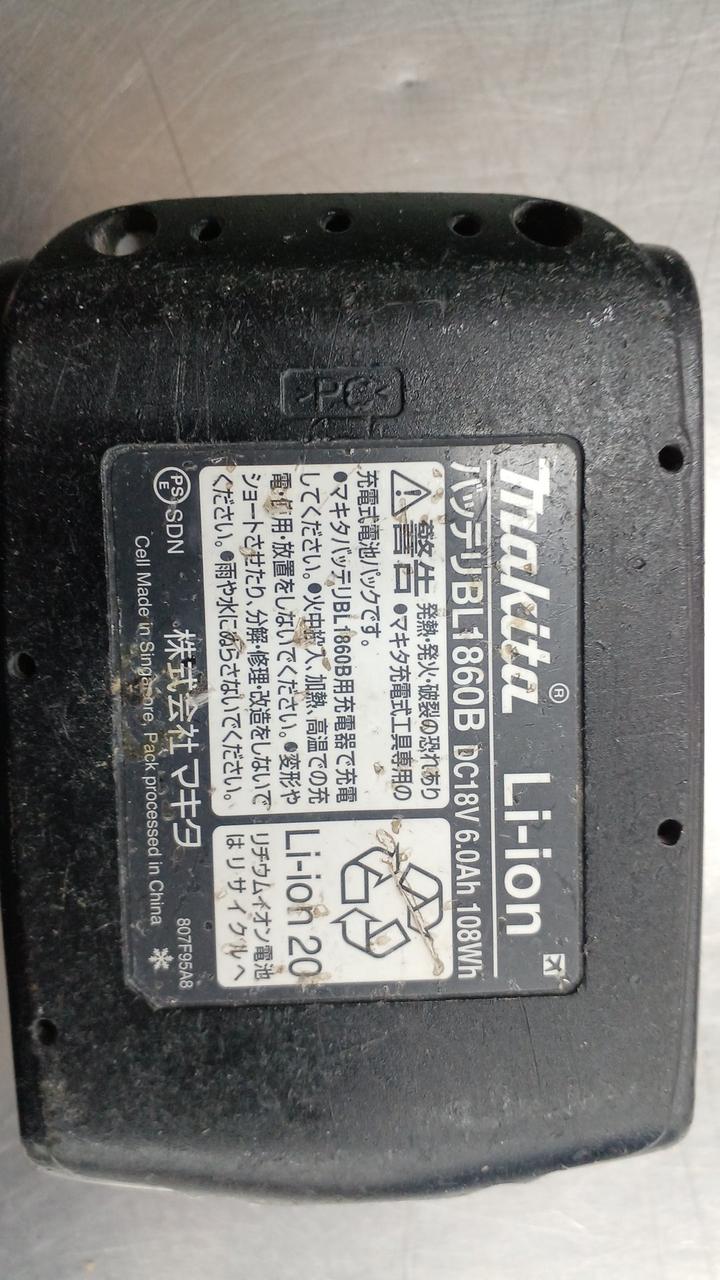 >PC<
makita® Li-ion
バッテリBL1860B DC18V 6.0Ah 108Wh
警告 発熱・発火・破裂の恐れあり
●マキタ充電式工具専用の
充電式電池パックです。
●マキタバッテリBL1860B用充電器で充電
してください。●火中投入、加熱、高温での充
電・使用・放置をしないでください。●変形や
ショートさせたり、分解・修理・改造をしないで
ください。●雨や水にぬらさないでください。
Li-ion 20
リチウムイオン電池
はリサイクルへ
PS E SDN 株式会社 マキタ
807F95A8
Cell Made in Singapore, Pack processed in China